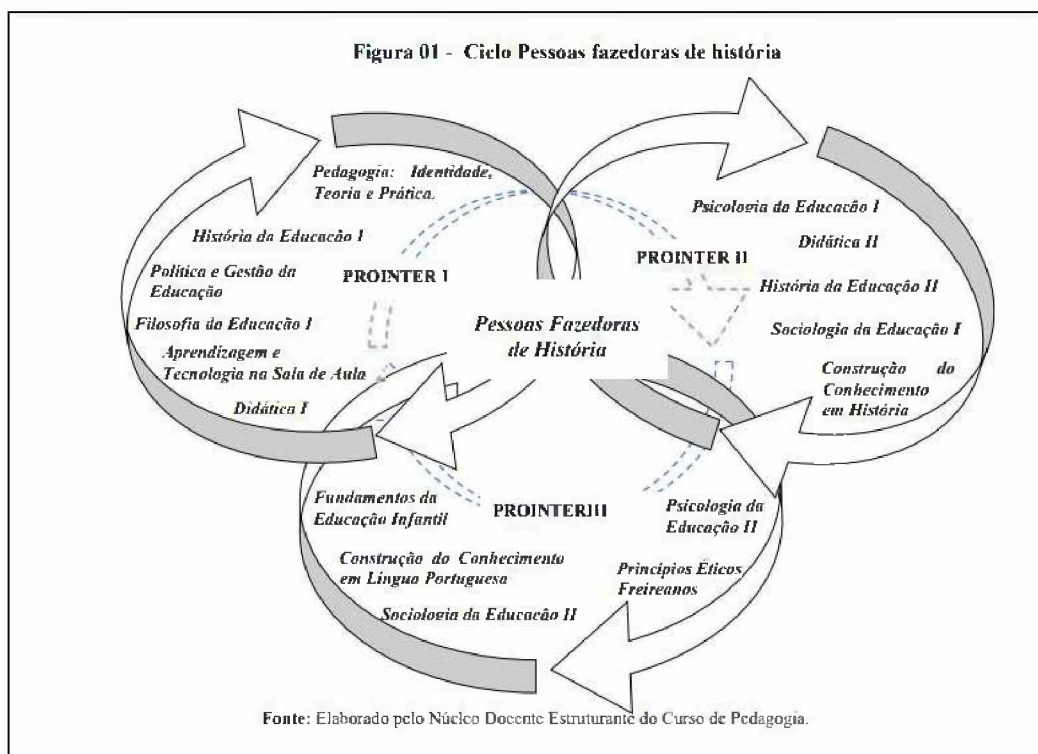 Figura 01 - Ciclo Pessoas fazedoras de história
Pedagogia: Identidade,
Teoria e Prática.
História da Educação I
Política e Gestão da
Educação
Filosofia da Educação I
Aprendizagem e
Tecnologia na Sala de Aula
Didática I
PROINTER I
PROINTER II
Psicologia da Educação I
Didática II
História da Educação II
Sociologia da Educação I
Construção do
Conhecimento
em História
Pessoas Fazedoras
de História
Fundamentos da
Educação Infantil
PROINTERIII
Psicologia da
Educação II
Construção do Conhecimento
em Língua Portuguesa
Princípios Éticos
Freireanos
Sociologia da Educação II
Fonte: Elaborado pelo Núcleo Docente Estruturante do Curso de Pedagogia.